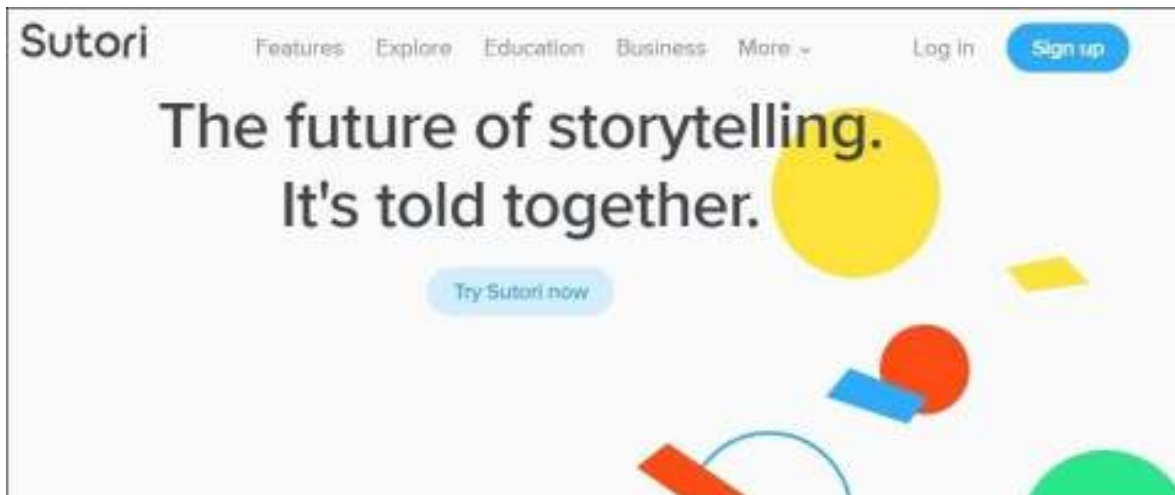 Sutori Features Explore Education Business More Log In Sign up
The future of storytelling.
It's told together.
Try Sutori now